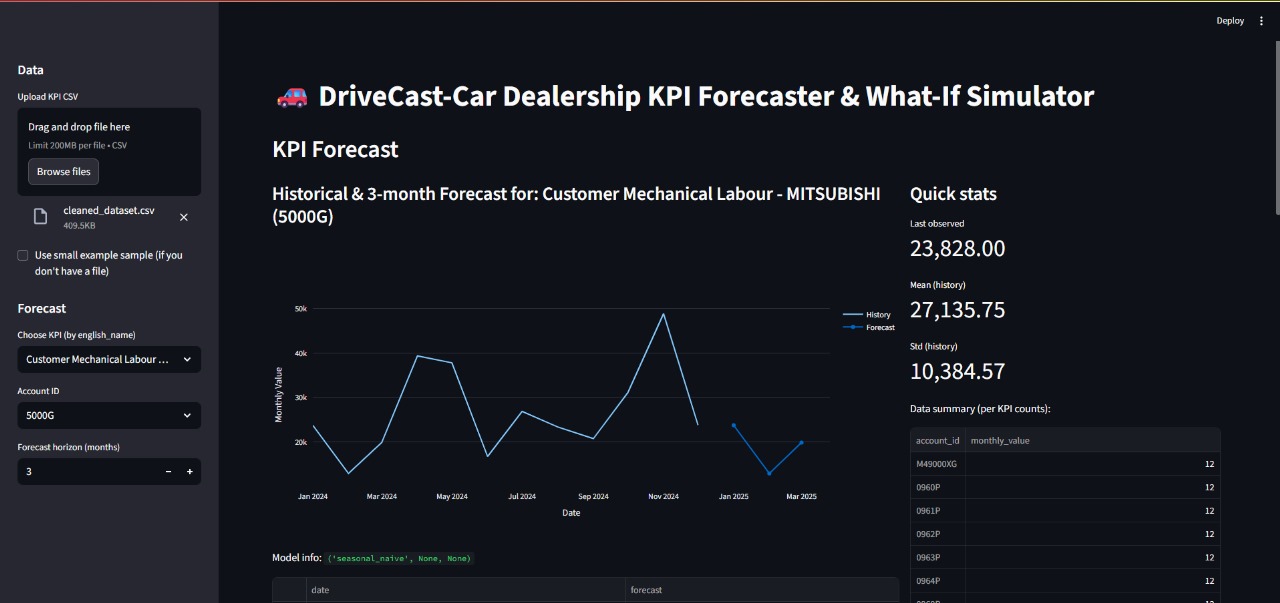 Deploy
Data
Upload KPI CSV
Drag and drop file here
Limit 200MB per file • CSV
Browse files
cleaned_dataset.csv
409.5KB
Use small example sample (if you
don't have a file)
Forecast
Choose KPI (by english_name)
Customer Mechanical Labour ...
Account ID
5000G
Forecast horizon (months)
3
DriveCast-Car Dealership KPI Forecaster & What-If Simulator
KPI Forecast
Historical & 3-month Forecast for: Customer Mechanical Labour - MITSUBISHI
(5000G)
50k
40k
30k
20k
Monthly Value
Jan 2024
Mar 2024
May 2024
Jul 2024
Sep 2024
Nov 2024
Jan 2025
Mar 2025
Date
History
Forecast
Model info: ('seasonal_naive', None, None)
date forecast
Quick stats
Last observed
23,828.00
Mean (history)
27,135.75
Std (history)
10,384.57
Data summary (per KPI counts):
account_id monthly_value
M49000XG 12
0960P 12
0961P 12
0962P 12
0963P 12
0964P 12